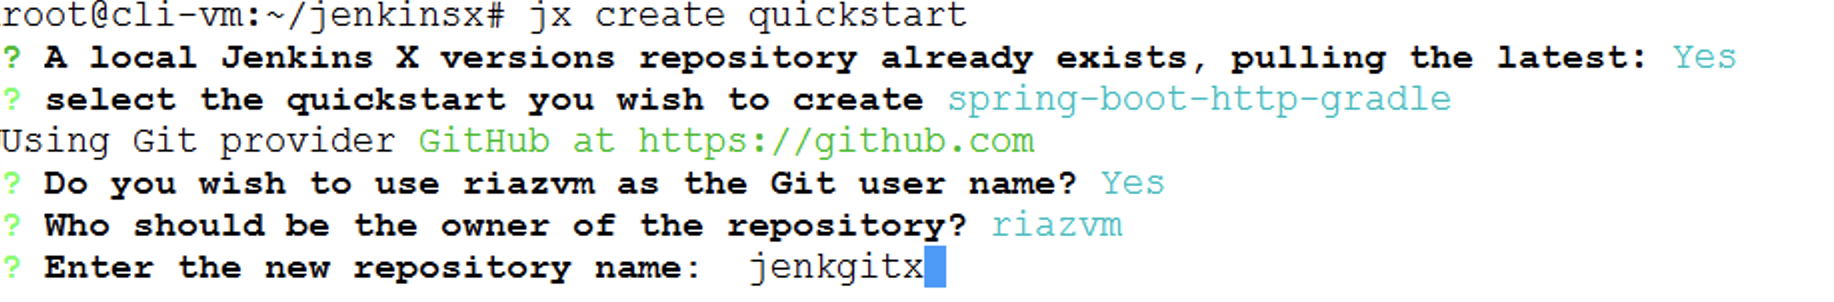 root@cli-vm:~/jenkinsx# jx create quickstart
? A local Jenkins X versions repository already exists, pulling the latest: Yes
? select the quickstart you wish to create spring-boot-http-gradle
Using Git provider GitHub at https://github.com
? Do you wish to use riazvm as the Git user name? Yes
? Who should be the owner of the repository? riazvm
? Enter the new repository name:  jenkgitx